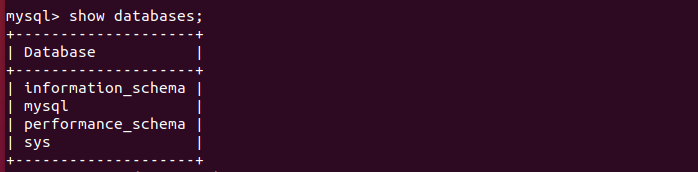 mysql> show databases;
+--------------------+
| Database           |
+--------------------+
| information_schema |
| mysql              |
| performance_schema |
| sys                |
+--------------------+